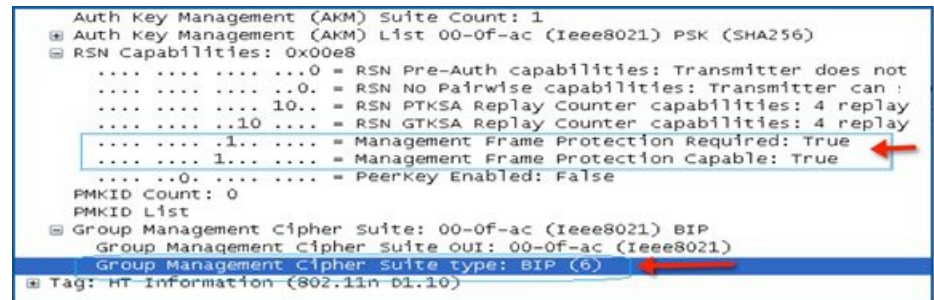 Auth Key Management (AKM) Suite Count: 1
Auth Key Management (AKM) List 00-0f-ac (Ieee8021) PSK (SHA256)
RSN Capabilities: 0x00e8
.... .... .... ...0 = RSN Pre-Auth capabilities: Transmitter does not
.... .... .... ..0. = RSN No Pairwise capabilities: Transmitter can
.... .... .... 10.. = RSN PTKSA Replay Counter capabilities: 4 replay
.... .... ..10 .... = RSN GTKSA Replay Counter capabilities: 4 replay
.... .... .1.. .... = Management Frame Protection Required: True
.... .... 1... .... = Management Frame Protection Capable: True
.... ..0. .... .... = PeerKey Enabled: False
PMKID Count: 0
PMKID List
Group Management Cipher Suite: 00-0f-ac (Ieee8021) BIP
Group Management Cipher Suite OUI: 00-0f-ac (Ieee8021)
Group Management Cipher Suite type: BIP (6)
Tag: HT Information (802.11n D1.10)